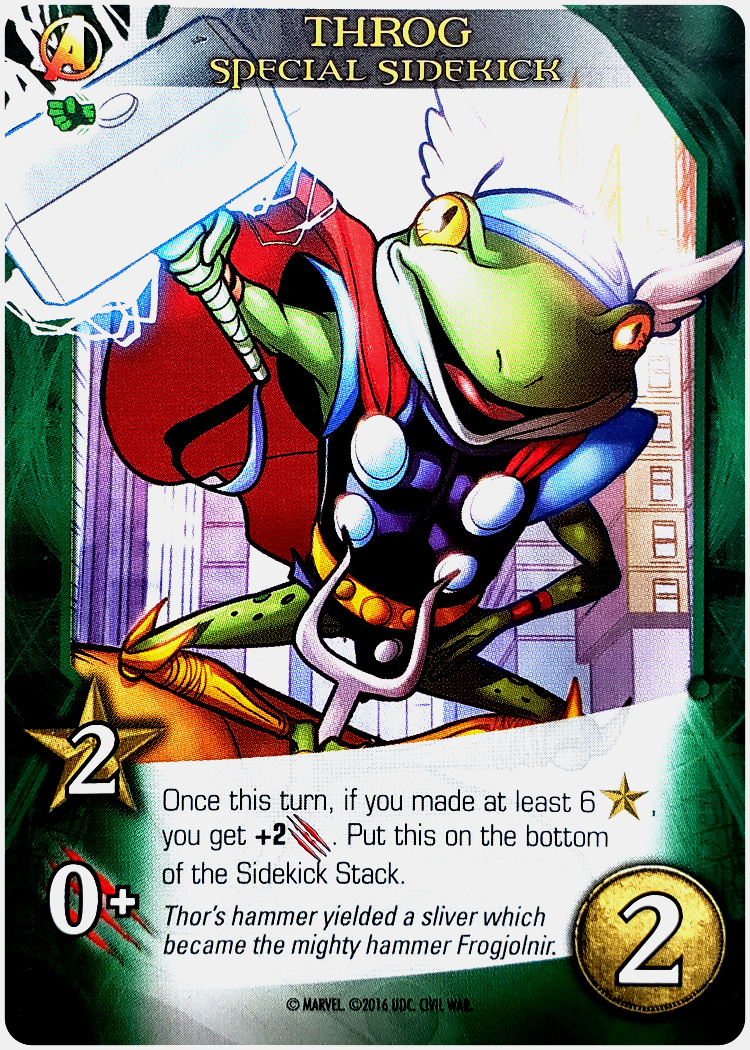 THROG
SPECIAL SIDEKICK
2
0+
Once this turn, if you made at least 6 ,
you get +2 . Put this on the bottom
of the Sidekick Stack.
Thor's hammer yielded a sliver which
became the mighty hammer Frogjolnir.
2
© MARVEL. ©2016 UDC. CIVIL WAR.